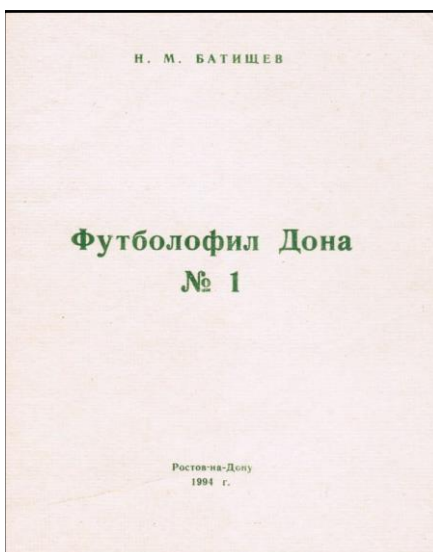 Н. М. БАТИЩЕВ
Футболофил Дона
№ 1
Ростов-на-Дону
1994 г.